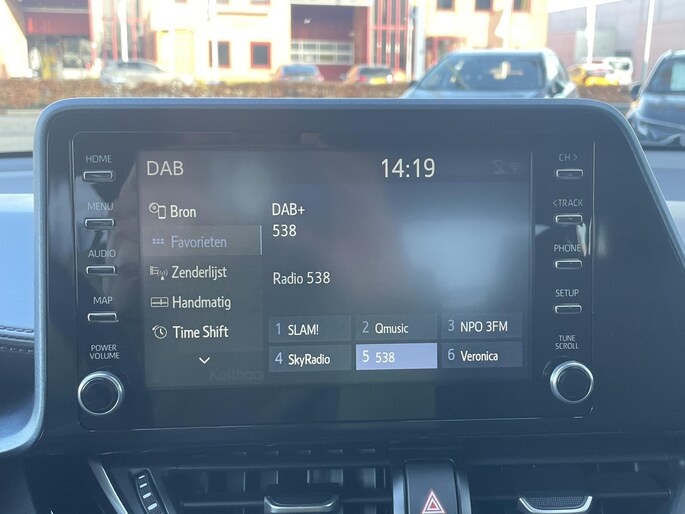 HOME
MENU
AUDIO
MAP
POWER
VOLUME
DAB
14:19
Bron
Favorieten
Zenderlijst
Handmatig
Time Shift
DAB+
538
Radio 538
1 SLAM!
2 Qmusic
3 NPO 3FM
4 SkyRadio
5 538
6 Veronica
CH >
< TRACK
PHONE
SETUP
TUNE
SCROLL